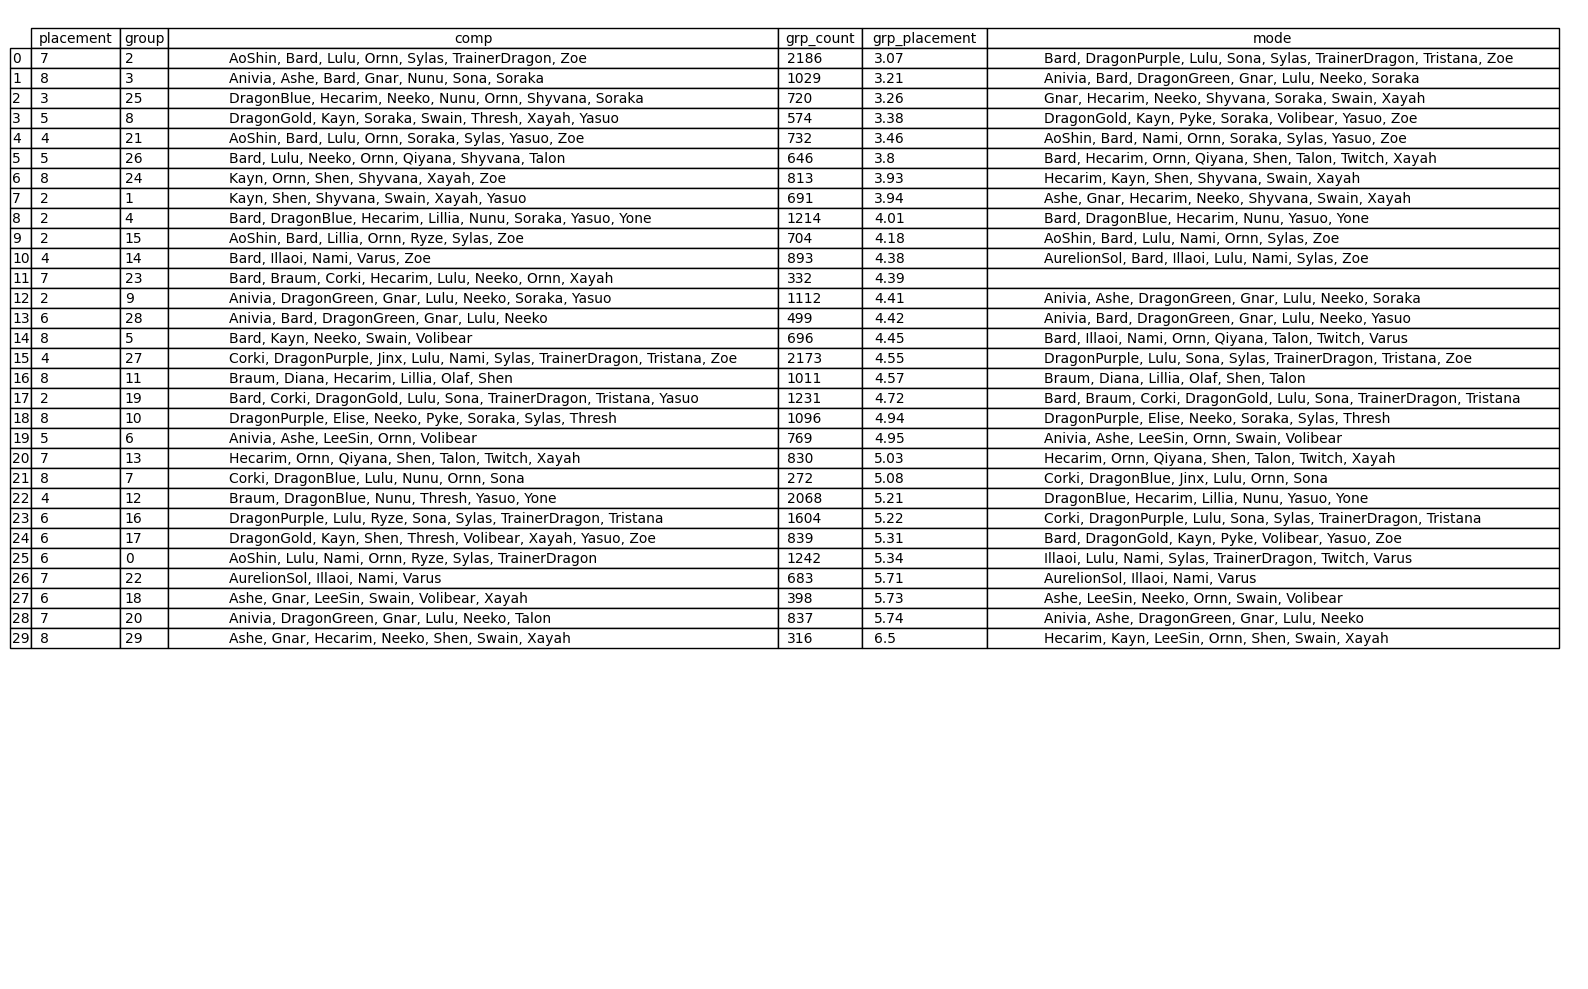 placement group comp grp_count grp_placement mode
0 7 2 AoShin, Bard, Lulu, Ornn, Sylas, TrainerDragon, Zoe 2186 3.07 Bard, DragonPurple, Lulu, Sona, Sylas, TrainerDragon, Tristana, Zoe
1 8 3 Anivia, Ashe, Bard, Gnar, Nunu, Sona, Soraka 1029 3.21 Anivia, Bard, DragonGreen, Gnar, Lulu, Neeko, Soraka
2 3 25 DragonBlue, Hecarim, Neeko, Nunu, Ornn, Shyvana, Soraka 720 3.26 Gnar, Hecarim, Neeko, Shyvana, Soraka, Swain, Xayah
3 5 8 DragonGold, Kayn, Soraka, Swain, Thresh, Xayah, Yasuo 574 3.38 DragonGold, Kayn, Pyke, Soraka, Volibear, Yasuo, Zoe
4 4 21 AoShin, Bard, Lulu, Ornn, Soraka, Sylas, Yasuo, Zoe 732 3.46 AoShin, Bard, Nami, Ornn, Soraka, Sylas, Yasuo, Zoe
5 5 26 Bard, Lulu, Neeko, Ornn, Qiyana, Shyvana, Talon 646 3.8 Bard, Hecarim, Ornn, Qiyana, Shen, Talon, Twitch, Xayah
6 8 24 Kayn, Ornn, Shen, Shyvana, Xayah, Zoe 813 3.93 Hecarim, Kayn, Shen, Shyvana, Swain, Xayah
7 2 1 Kayn, Shen, Shyvana, Swain, Xayah, Yasuo 691 3.94 Ashe, Gnar, Hecarim, Neeko, Shyvana, Swain, Xayah
8 2 4 Bard, DragonBlue, Hecarim, Lillia, Nunu, Soraka, Yasuo, Yone 1214 4.01 Bard, DragonBlue, Hecarim, Nunu, Yasuo, Yone
9 2 15 AoShin, Bard, Lillia, Ornn, Ryze, Sylas, Zoe 704 4.18 AoShin, Bard, Lulu, Nami, Ornn, Sylas, Zoe
10 4 14 Bard, Illaoi, Nami, Varus, Zoe 893 4.38 AurelionSol, Bard, Illaoi, Lulu, Nami, Sylas, Zoe
11 7 23 Bard, Braum, Corki, Hecarim, Lulu, Neeko, Ornn, Xayah 332 4.39
12 2 9 Anivia, DragonGreen, Gnar, Lulu, Neeko, Soraka, Yasuo 1112 4.41 Anivia, Ashe, DragonGreen, Gnar, Lulu, Neeko, Soraka
13 6 28 Anivia, Bard, DragonGreen, Gnar, Lulu, Neeko 499 4.42 Anivia, Bard, DragonGreen, Gnar, Lulu, Neeko, Yasuo
14 8 5 Bard, Kayn, Neeko, Swain, Volibear 696 4.45 Bard, Illaoi, Nami, Ornn, Qiyana, Talon, Twitch, Varus
15 4 27 Corki, DragonPurple, Jinx, Lulu, Nami, Sylas, TrainerDragon, Tristana, Zoe 2173 4.55 DragonPurple, Lulu, Sona, Sylas, TrainerDragon, Tristana, Zoe
16 8 11 Braum, Diana, Hecarim, Lillia, Olaf, Shen 1011 4.57 Braum, Diana, Lillia, Olaf, Shen, Talon
17 2 19 Bard, Corki, DragonGold, Lulu, Sona, TrainerDragon, Tristana, Yasuo 1231 4.72 Bard, Braum, Corki, DragonGold, Lulu, Sona, TrainerDragon, Tristana
18 8 10 DragonPurple, Elise, Neeko, Pyke, Soraka, Sylas, Thresh 1096 4.94 DragonPurple, Elise, Neeko, Soraka, Sylas, Thresh
19 5 6 Anivia, Ashe, LeeSin, Ornn, Volibear 769 4.95 Anivia, Ashe, LeeSin, Ornn, Swain, Volibear
20 7 13 Hecarim, Ornn, Qiyana, Shen, Talon, Twitch, Xayah 830 5.03 Hecarim, Ornn, Qiyana, Shen, Talon, Twitch, Xayah
21 8 7 Corki, DragonBlue, Lulu, Nunu, Ornn, Sona 272 5.08 Corki, DragonBlue, Jinx, Lulu, Ornn, Sona
22 4 12 Braum, DragonBlue, Nunu, Thresh, Yasuo, Yone 2068 5.21 DragonBlue, Hecarim, Lillia, Nunu, Yasuo, Yone
23 6 16 DragonPurple, Lulu, Ryze, Sona, Sylas, TrainerDragon, Tristana 1604 5.22 Corki, DragonPurple, Lulu, Sona, Sylas, TrainerDragon, Tristana
24 6 17 DragonGold, Kayn, Shen, Thresh, Volibear, Xayah, Yasuo, Zoe 839 5.31 Bard, DragonGold, Kayn, Pyke, Volibear, Yasuo, Zoe
25 6 0 AoShin, Lulu, Nami, Ornn, Ryze, Sylas, TrainerDragon 1242 5.34 Illaoi, Lulu, Nami, Sylas, TrainerDragon, Twitch, Varus
26 7 22 AurelionSol, Illaoi, Nami, Varus 683 5.71 AurelionSol, Illaoi, Nami, Varus
27 6 18 Ashe, Gnar, LeeSin, Swain, Volibear, Xayah 398 5.73 Ashe, LeeSin, Neeko, Ornn, Swain, Volibear
28 7 20 Anivia, DragonGreen, Gnar, Lulu, Neeko, Talon 837 5.74 Anivia, Ashe, DragonGreen, Gnar, Lulu, Neeko
29 8 29 Ashe, Gnar, Hecarim, Neeko, Shen, Swain, Xayah 316 6.5 Hecarim, Kayn, LeeSin, Ornn, Shen, Swain, Xayah